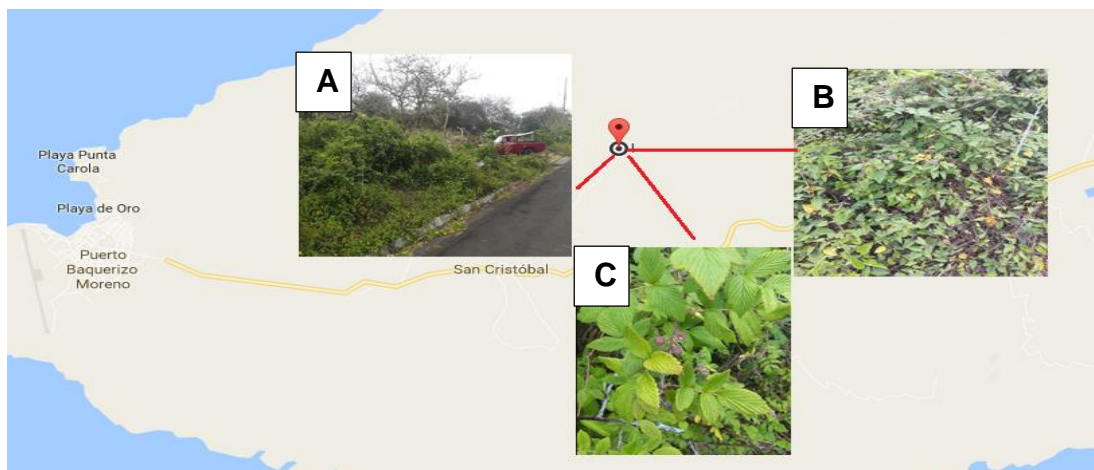 A
B
Playa Punta
Carola
Playa de Oro
Puerto
Baquerizo
Moreno
San Cristóbal
C